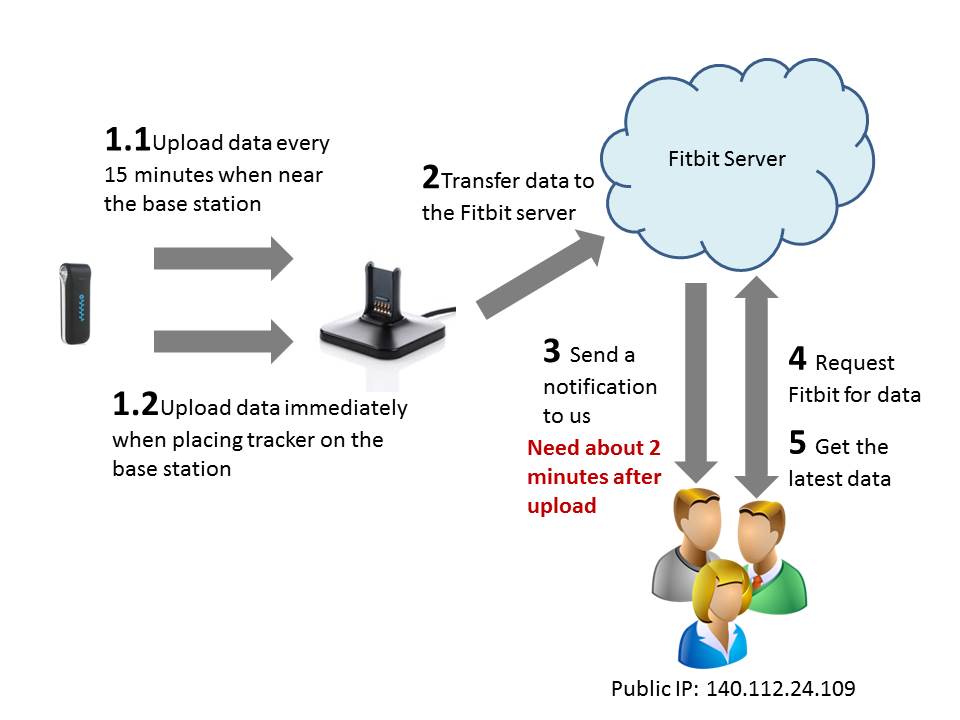 1.1Upload data every
15 minutes when near
the base station
2Transfer data to
the Fitbit server
Fitbit Server
1.2Upload data immediately
when placing tracker on the
base station
3 Send a
notification
to us
Need about 2
minutes after
upload
4 Request
Fitbit for data
5 Get the
latest data
Public IP: 140.112.24.109